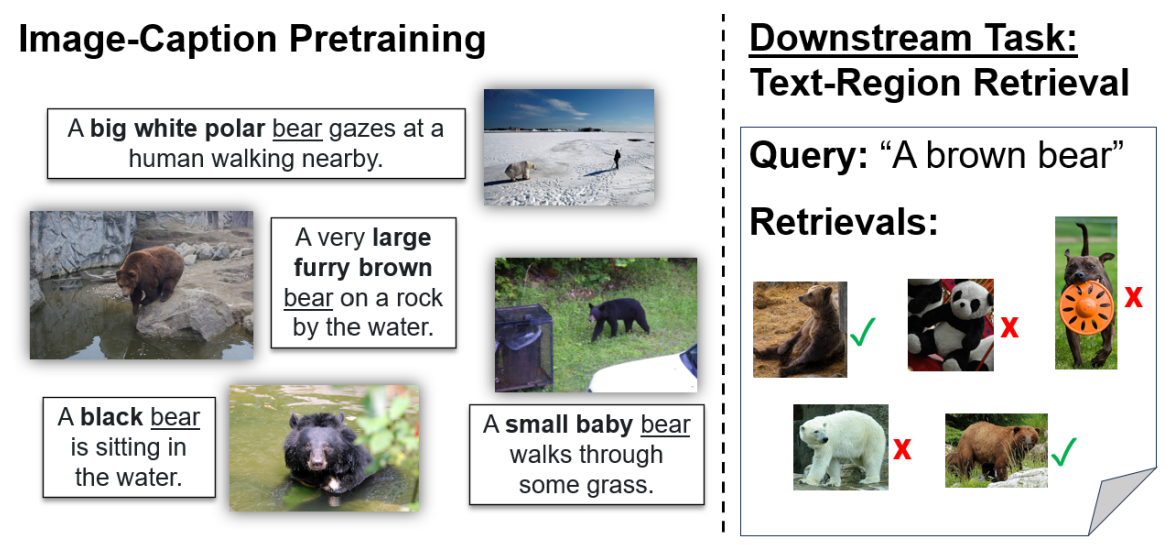 Image-Caption Pretraining
A big white polar bear gazes at a
human walking nearby.
A very large
furry brown
bear on a rock
by the water.
A black bear
is sitting in
the water.
A small baby bear
walks through
some grass.
Downstream Task:
Text-Region Retrieval
Query: “A brown bear”
Retrievals:
✓
x
x
x
✓